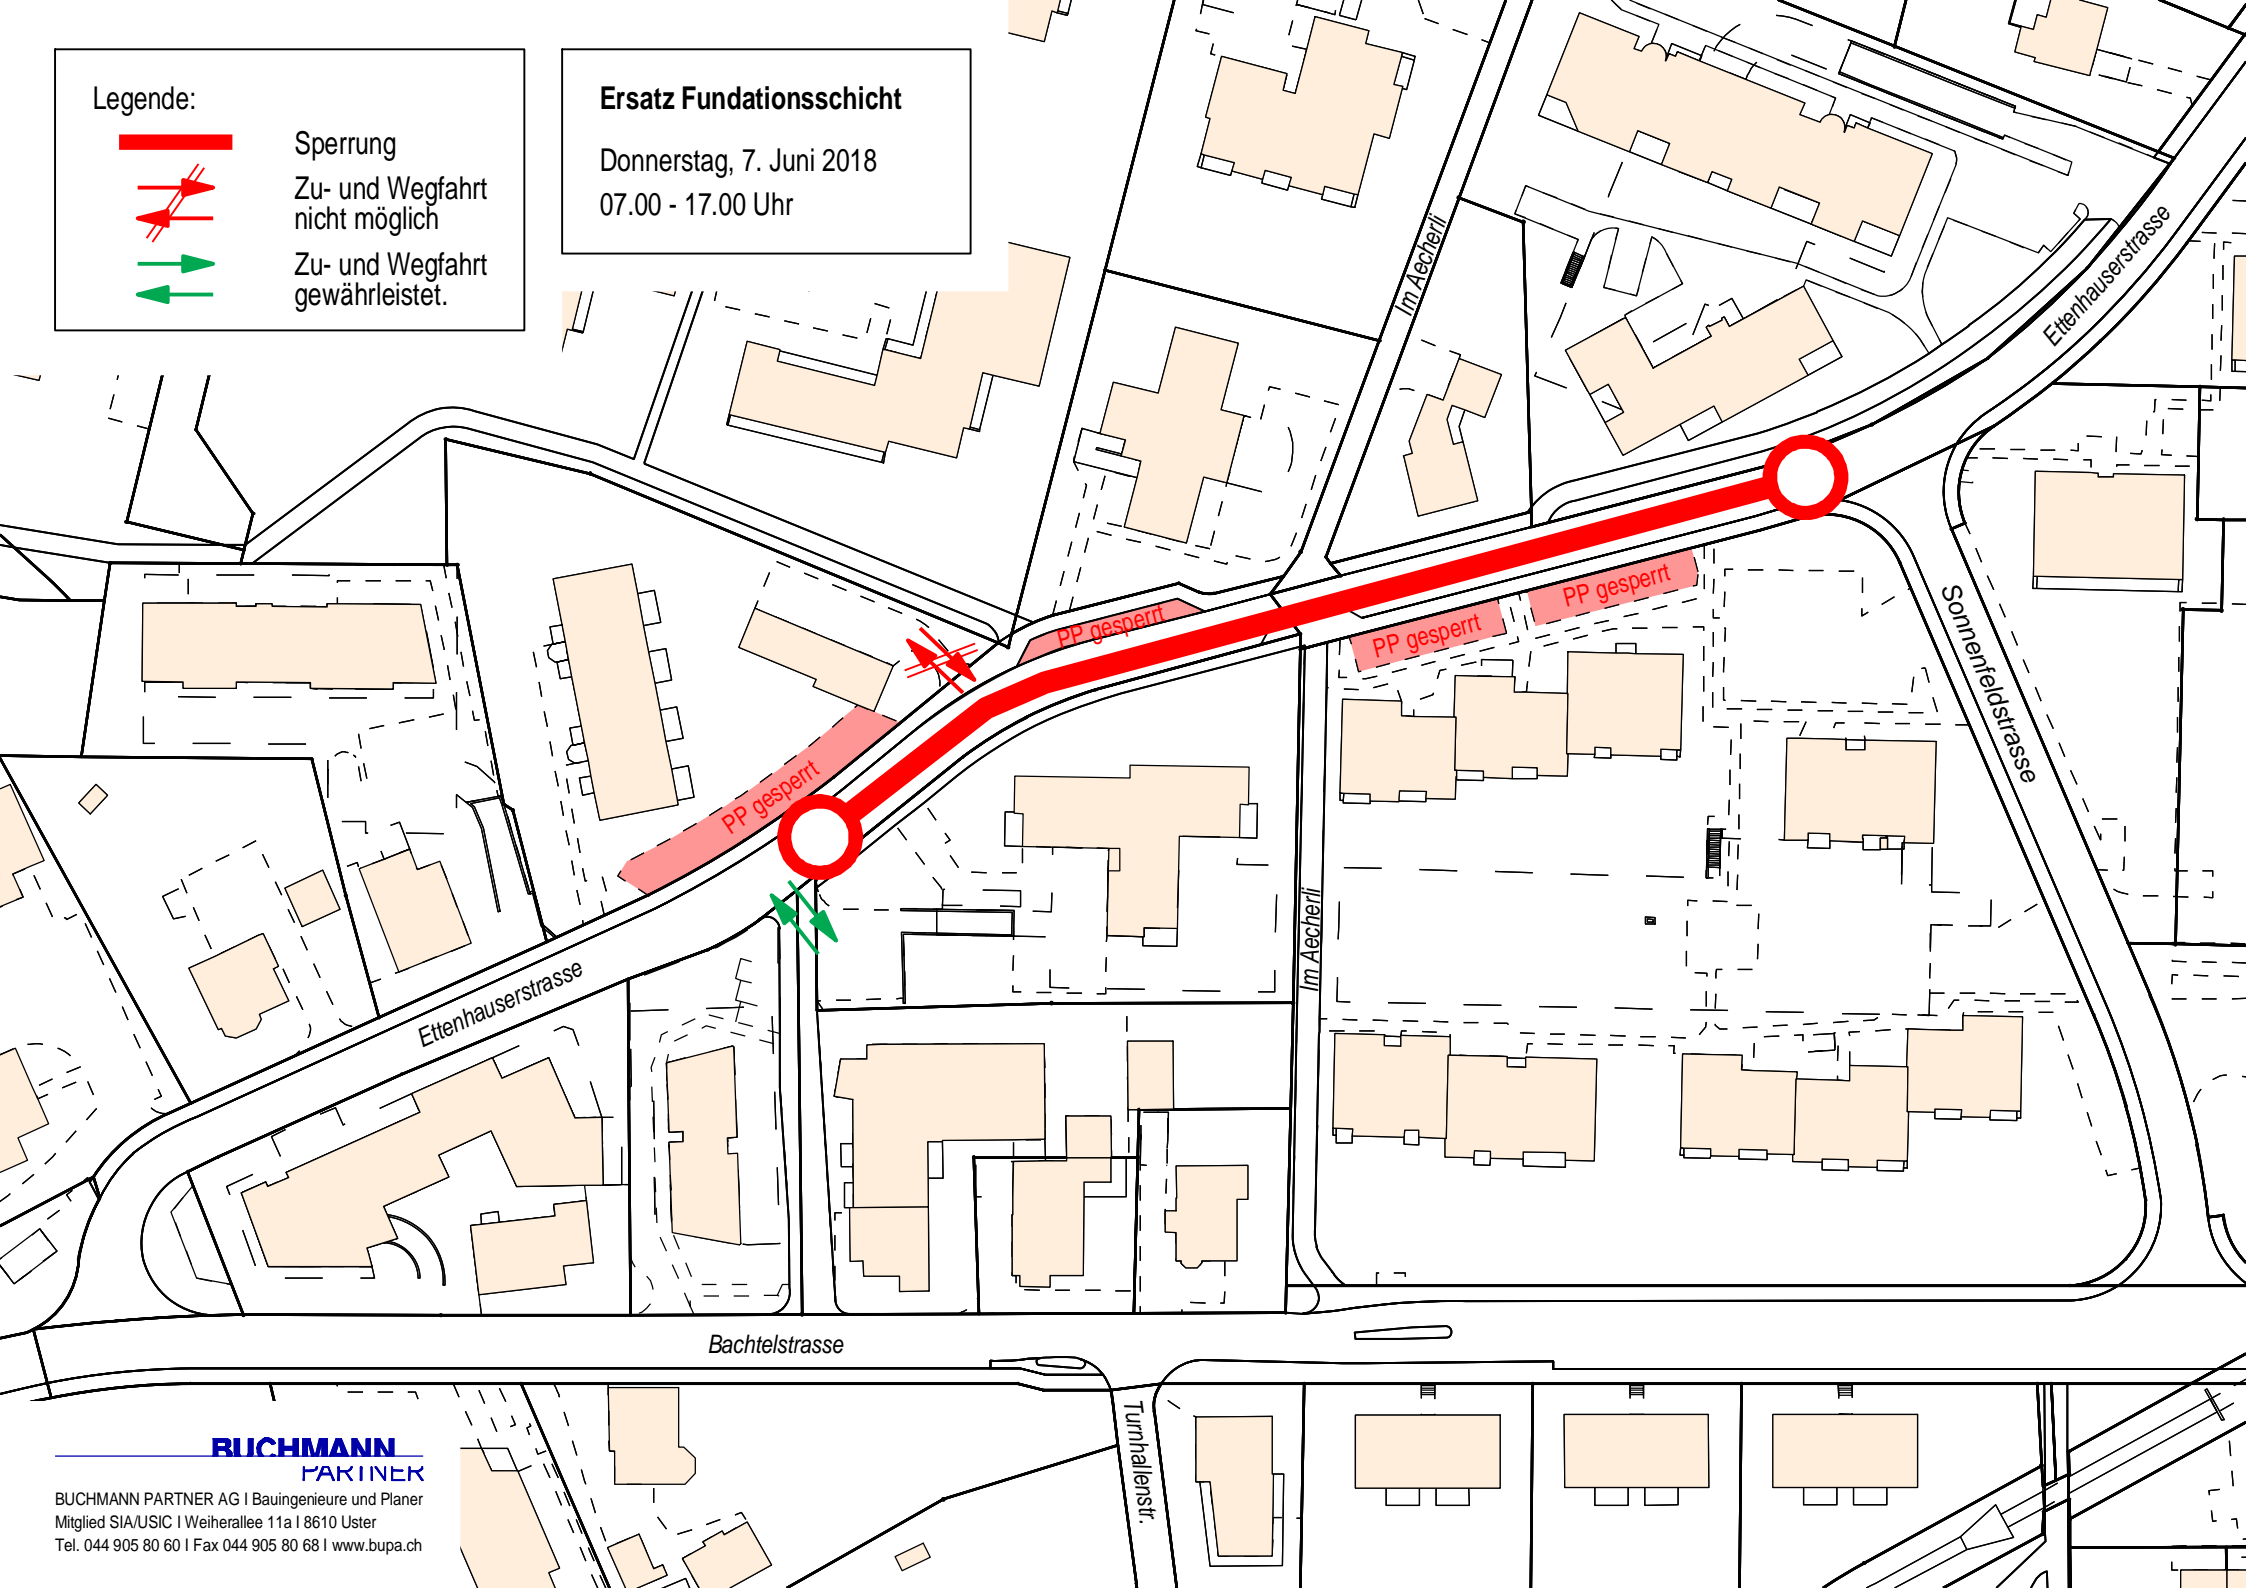 Legende:
Sperrung
Zu- und Wegfahrt
nicht möglich
Zu- und Wegfahrt
gewährleistet.
Ersatz Fundationsschicht
Donnerstag, 7. Juni 2018
07.00 - 17.00 Uhr
Im Aecherli
Ettenhauserstrasse
PP gesperrt
PP gesperrt
PP gesperrt
PP gesperrt
Sonnenfeldstrasse
Im Aecherli
Ettenhauserstrasse
Bachtelstrasse
Turnhallenstr.
BUCHMANN
PARTNER
BUCHMANN PARTNER AG I Bauingenieure und Planer
Mitglied SIA/USIC I Weiherallee 11a I 8610 Uster
Tel. 044 905 80 60 I Fax 044 905 80 68 I www.bupa.ch